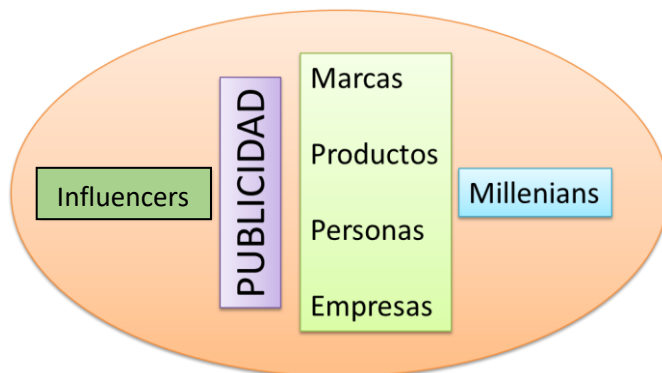 Influencers
PUBLICIDAD
Marcas
Productos
Personas
Empresas
Millenians